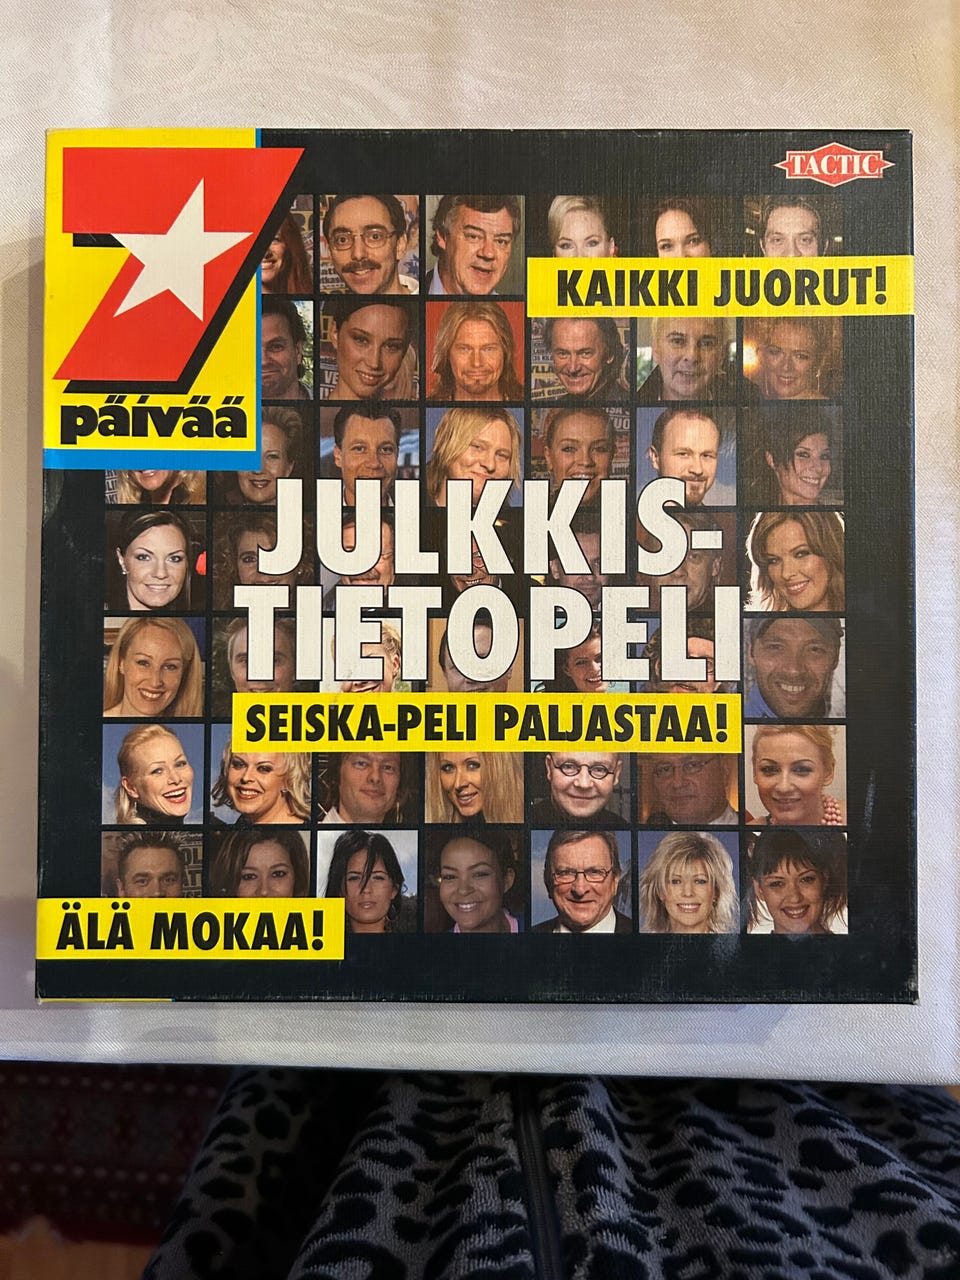 7
päivää
TACTIC
KAIKKI JUORUT!
JULKKIS-
TIETOPELI
SEISKA-PELI PALJASTAA!
ÄLÄ MOKAA!